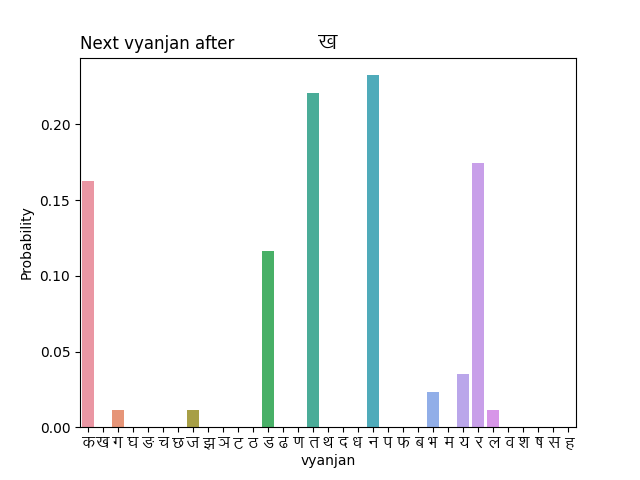 Next vyanjan after ख
Probability
0.20
0.15
0.10
0.05
0.00
क ख ग घ ङ च छ ज झ ञ ट ठ ड ढ ण त थ द ध न प फ ब भ म य र ल व श ष स ह
vyanjan